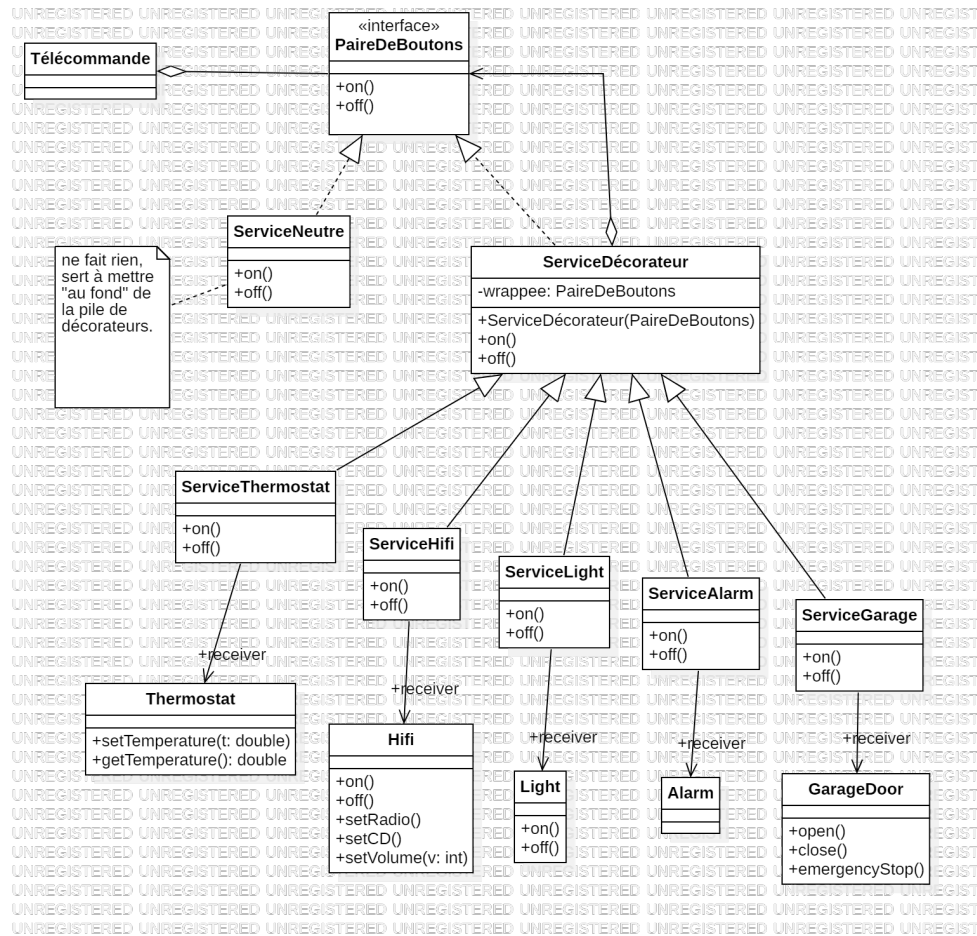 «interface»
PaireDeBoutons
+on()
+off()
Télécommande
ServiceNeutre
+on()
+off()
ne fait rien,
sert à mettre
"au fond" de
la pile de
décorateurs.
ServiceDécorateur
-wrappee: PaireDeBoutons
+ServiceDécorateur(PaireDeBoutons)
+on()
+off()
ServiceThermostat
+on()
+off()
ServiceHifi
+on()
+off()
ServiceLight
+on()
+off()
ServiceAlarm
+on()
+off()
ServiceGarage
+on()
+off()
+receiver
+receiver
+receiver
+receiver
+receiver
Thermostat
+setTemperature(t: double)
+getTemperature(): double
Hifi
+on()
+off()
+setRadio()
+setCD()
+setVolume(v: int)
Light
+on()
+off()
Alarm
GarageDoor
+open()
+close()
+emergencyStop()
UNREGISTERED